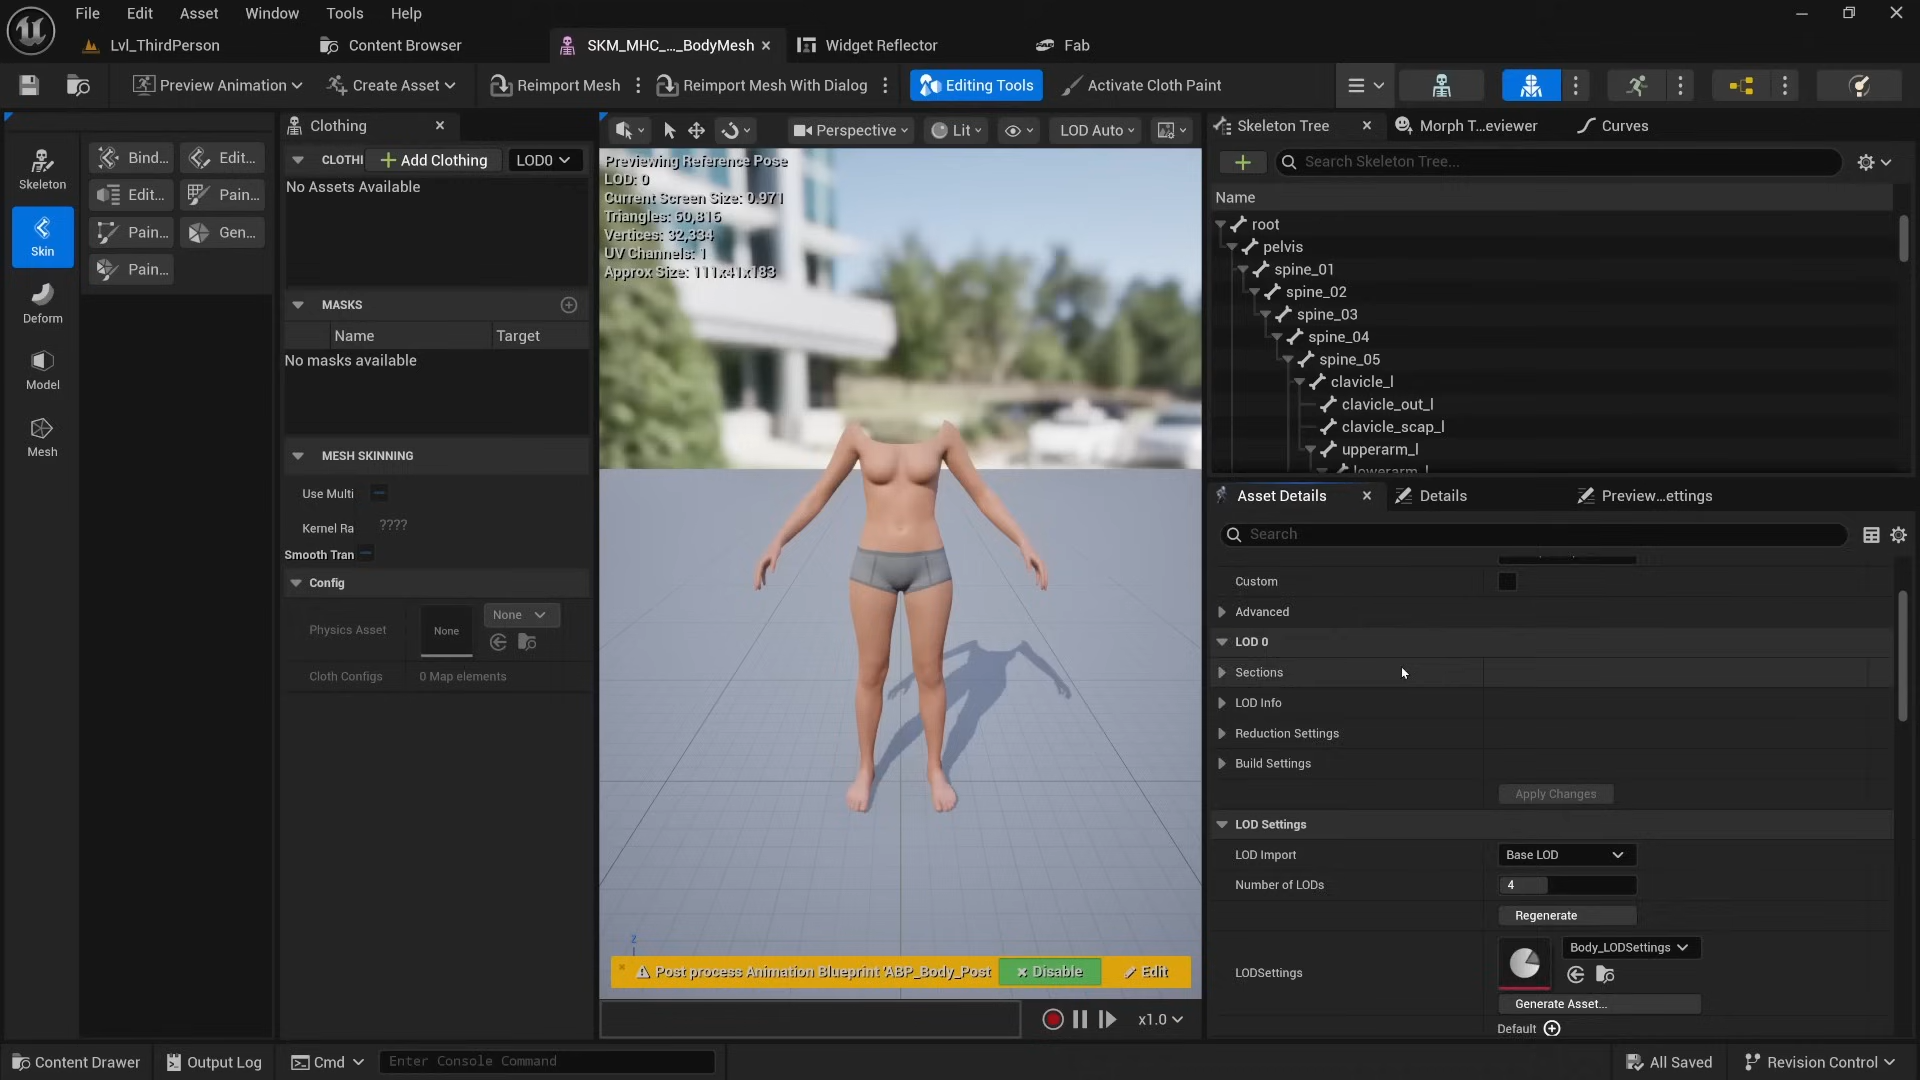 File Edit Asset Window Tools Help
Lvl_ThirdPerson Content Browser SKM_MHC_..._BodyMesh Widget Reflector Fab
Preview Animation Create Asset Reimport Mesh Reimport Mesh With Dialog Editing Tools Activate Cloth Paint
Skeleton
Skin
Deform
Model
Mesh
Bind... Edit...
Edit... Pain...
Pain... Gen...
Pain...
Clothing
CLOTHI Add Clothing LOD0
No Assets Available
MASKS
Name Target
No masks available
MESH SKINNING
Use Multi
Kernel Ra ????
Smooth Tran
Config
Physics Asset None None
Cloth Configs 0 Map elements
Perspective Lit LOD Auto
Previewing Reference Pose
LOD: 0
Current Screen Size: 0.971
Triangles: 60,816
Vertices: 32,334
UV Channels: 1
Approx Size: 111x41x183
z
Post process Animation Blueprint 'ABP_Body_Post Disable Edit
x1.0
Skeleton Tree Morph T...eviewer Curves
Search Skeleton Tree...
Name
root
pelvis
spine_01
spine_02
spine_03
spine_04
spine_05
clavicle_l
clavicle_out_l
clavicle_scap_l
upperarm_l
lowerarm_l
Asset Details Details Preview...ettings
Search
Custom
Advanced
LOD 0
Sections
LOD Info
Reduction Settings
Build Settings
Apply Changes
LOD Settings
LOD Import Base LOD
Number of LODs 4
Regenerate
LODSettings Body_LODSettings
Generate Asset...
Default
Content Drawer Output Log Cmd Enter Console Command All Saved Revision Control